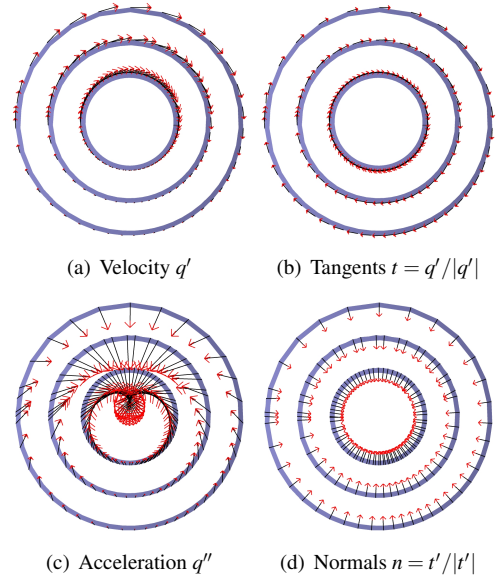 (a) Velocity q′
(b) Tangents t = q′/|q′|
(c) Acceleration q″
(d) Normals n = t′/|t′|